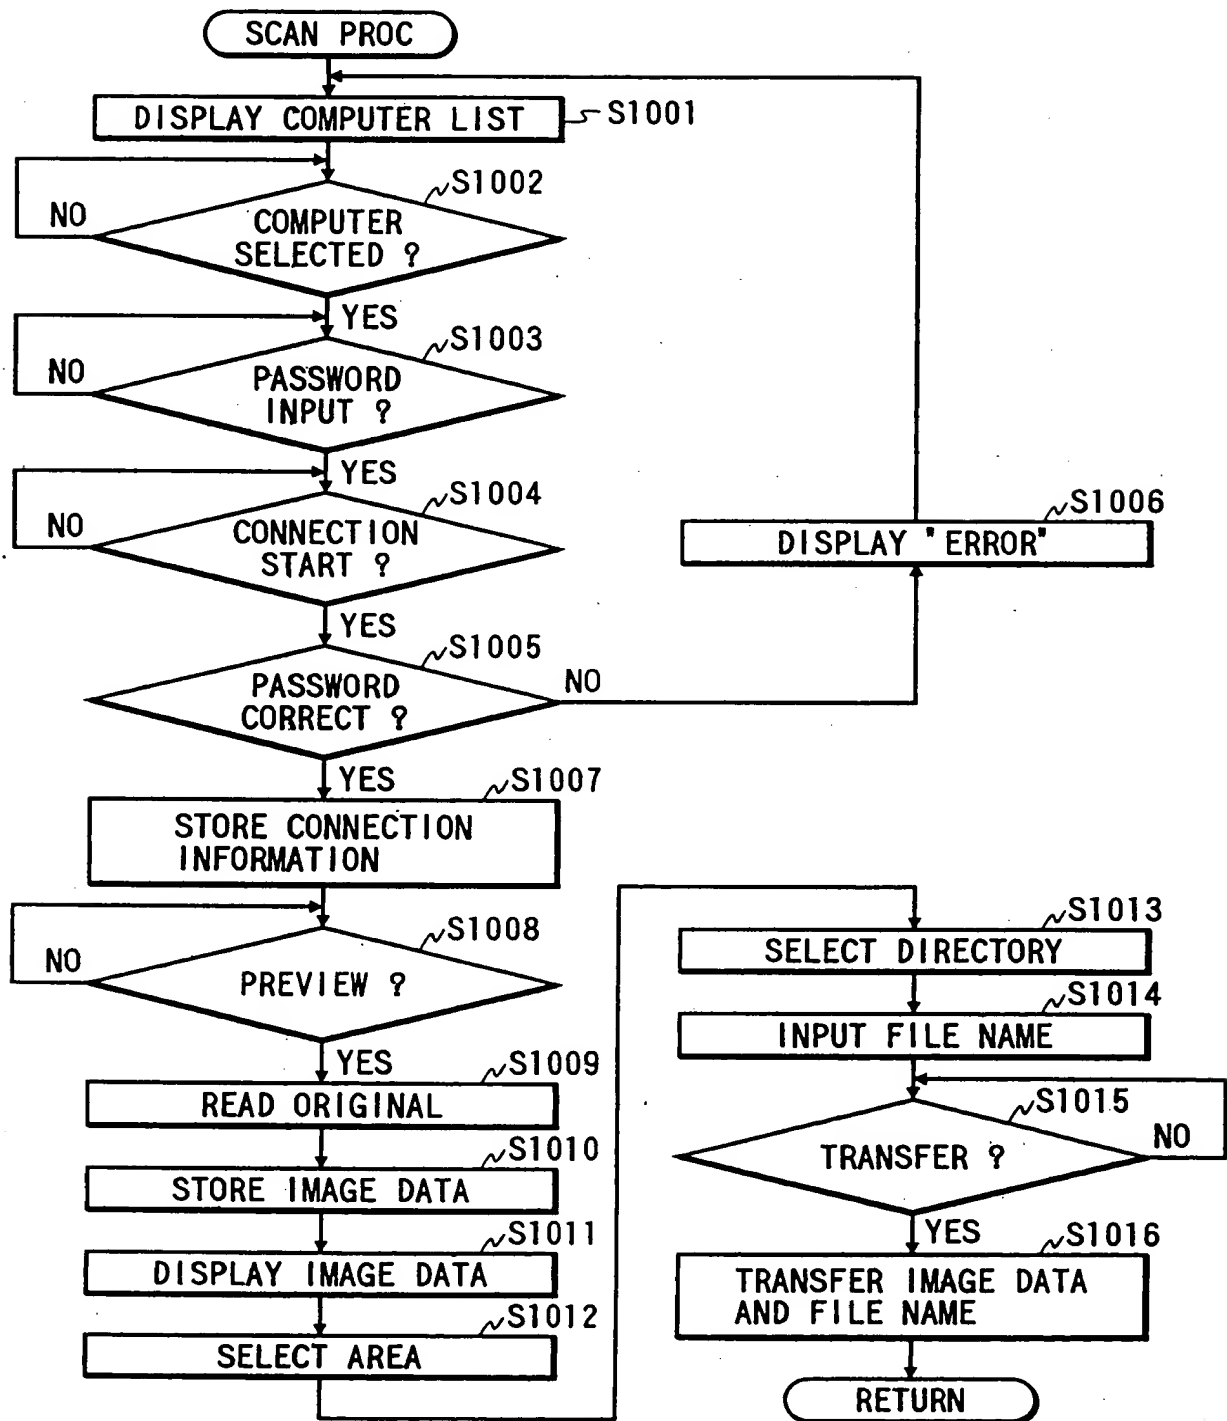 SCAN PROC
DISPLAY COMPUTER LIST
S1001
S1002
COMPUTER
SELECTED ?
NO
YES
S1003
PASSWORD
INPUT ?
NO
YES
S1004
CONNECTION
START ?
NO
YES
S1005
PASSWORD
CORRECT ?
NO
S1006
DISPLAY "ERROR"
YES
S1007
STORE CONNECTION
INFORMATION
S1008
PREVIEW ?
NO
YES
S1009
READ ORIGINAL
S1010
STORE IMAGE DATA
S1011
DISPLAY IMAGE DATA
S1012
SELECT AREA
S1013
SELECT DIRECTORY
S1014
INPUT FILE NAME
S1015
TRANSFER ?
NO
YES
S1016
TRANSFER IMAGE DATA
AND FILE NAME
RETURN